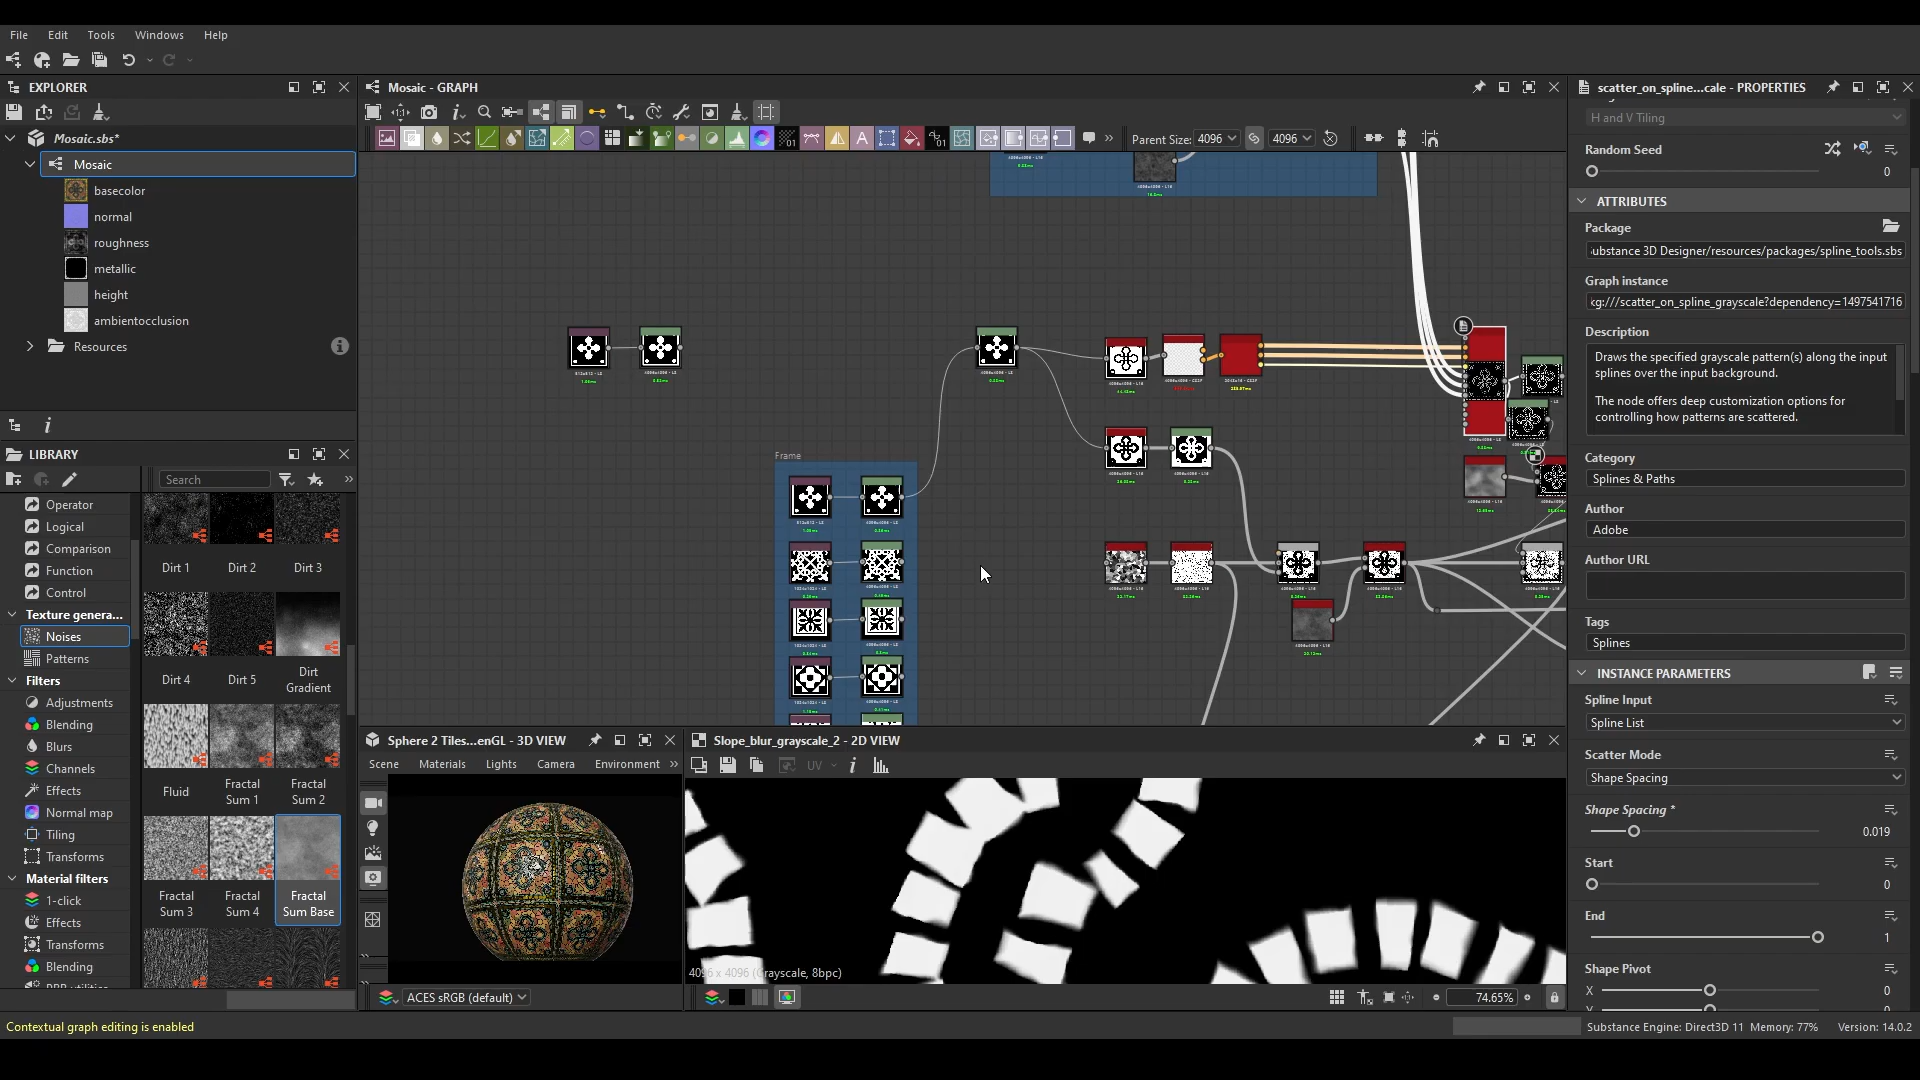 File Edit Tools Windows Help
EXPLORER
Mosaic.sbs*
Mosaic
basecolor
normal
roughness
metallic
height
ambientocclusion
Resources
LIBRARY
Search
Operator
Logical
Comparison
Function
Control
Texture genera...
Noises
Patterns
Filters
Adjustments
Blending
Blurs
Channels
Effects
Normal map
Tiling
Transforms
Material filters
1-click
Effects
Transforms
Blending
Dirt 1 Dirt 2 Dirt 3
Dirt 4 Dirt 5 Dirt Gradient
Fluid Fractal Sum 1 Fractal Sum 2
Fractal Sum 3 Fractal Sum 4 Fractal Sum Base
Mosaic - GRAPH
Parent Size: 4096 4096
Frame
Sphere 2 Tiles...enGL - 3D VIEW
Scene Materials Lights Camera Environment
ACES sRGB (default)
Slope_blur_grayscale_2 - 2D VIEW
UV
4096 x 4096 (Grayscale, 8bpc)
74.65%
scatter_on_spline...cale - PROPERTIES
H and V Tiling
Random Seed
0
ATTRIBUTES
Package
ubstance 3D Designer/resources/packages/spline_tools.sbs
Graph instance
kg:///scatter_on_spline_grayscale?dependency=1497541716
Description
Draws the specified grayscale pattern(s) along the input
splines over the input background.
The node offers deep customization options for
controlling how patterns are scattered.
Category
Splines & Paths
Author
Adobe
Author URL
Tags
Splines
INSTANCE PARAMETERS
Spline Input
Spline List
Scatter Mode
Shape Spacing
Shape Spacing *
0.019
Start
0
End
1
Shape Pivot
X 0
Contextual graph editing is enabled
Substance Engine: Direct3D 11 Memory: 77% Version: 14.0.2